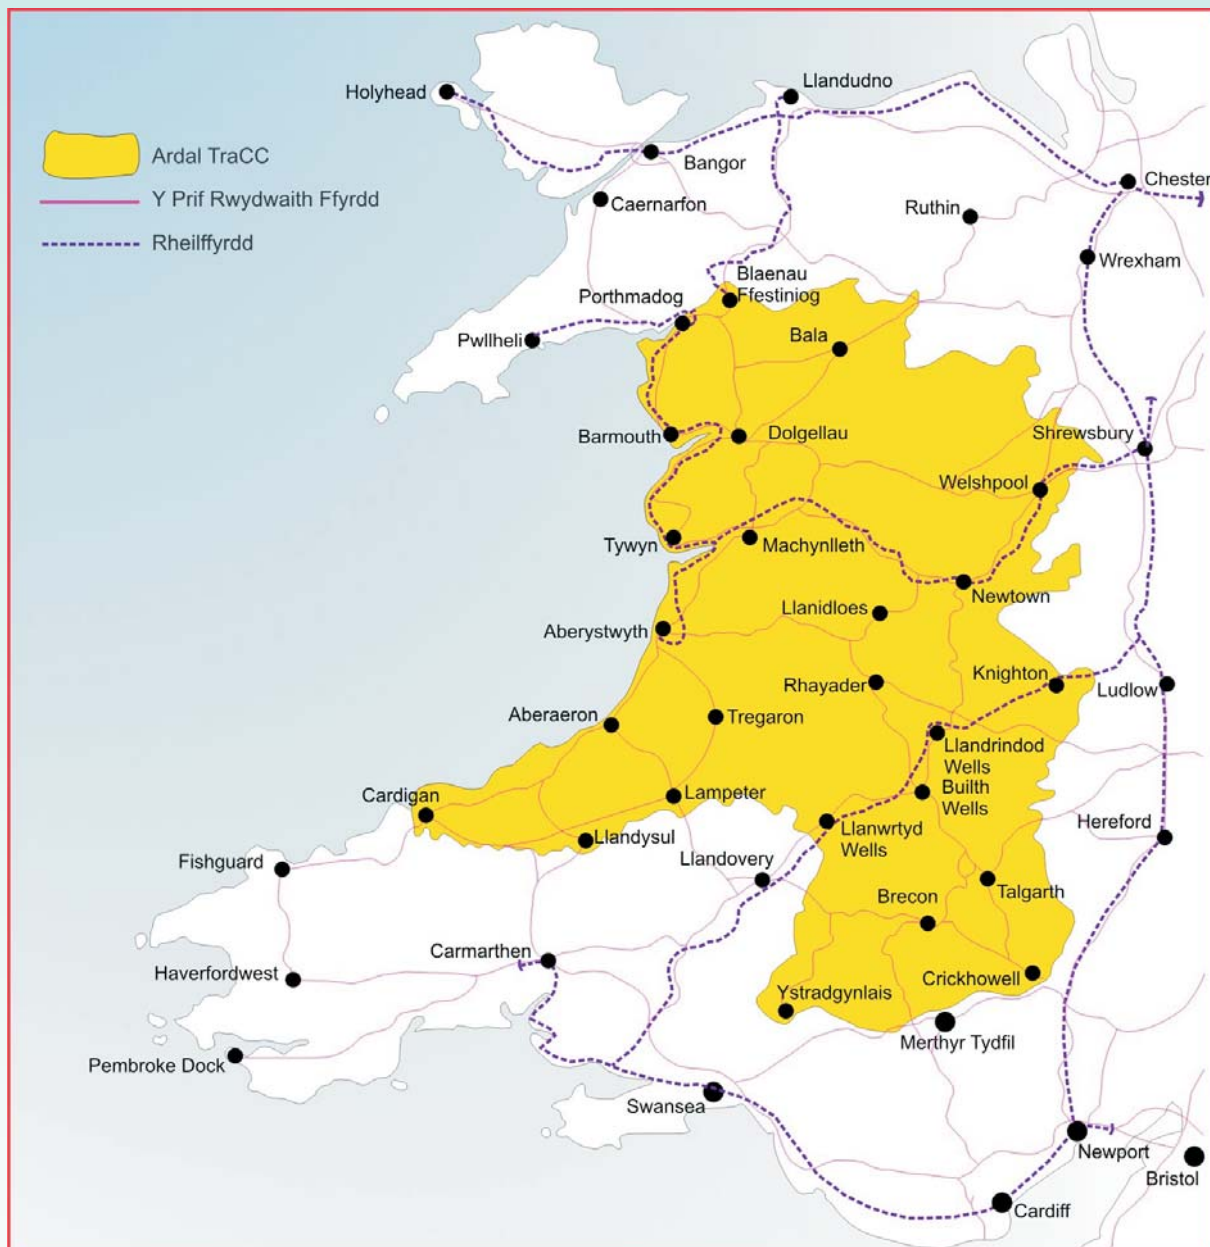 Holyhead
Llandudno
Ardal TraCC
Bangor
Chester
Y Prif Rwydwaith Ffyrdd
Caernarfon
Ruthin
Rheilffyrdd
Wrexham
Blaenau
Ffestiniog
Porthmadog
Pwllheli
Bala
Barmouth
Dolgellau
Shrewsbury
Welshpool
Tywyn
Machynlleth
Newtown
Llanidloes
Aberystwyth
Rhayader
Knighton
Ludlow
Aberaeron
Tregaron
Llandrindod
Wells
Cardigan
Lampeter
Builth
Wells
Llandysul
Llanwrtyd
Wells
Hereford
Fishguard
Llandovery
Talgarth
Brecon
Carmarthen
Haverfordwest
Crickhowell
Ystradgynlais
Merthyr Tydfil
Pembroke Dock
Swansea
Newport
Bristol
Cardiff